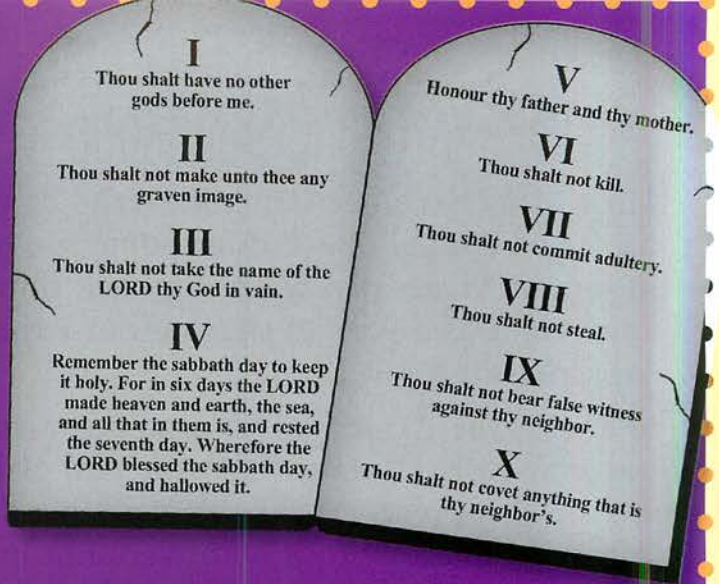 I
Thou shalt have no other
gods before me.
II
Thou shalt not make unto thee any
graven image.
III
Thou shalt not take the name of the
LORD thy God in vain.
IV
Remember the sabbath day to keep
it holy. For in six days the LORD
made heaven and earth, the sea,
and all that in them is, and rested
the seventh day. Wherefore the
LORD blessed the sabbath day,
and hallowed it.
V
Honour thy father and thy mother.
VI
Thou shalt not kill.
VII
Thou shalt not commit adultery.
VIII
Thou shalt not steal.
IX
Thou shalt not bear false witness
against thy neighbor.
X
Thou shalt not covet anything that is
thy neighbor's.